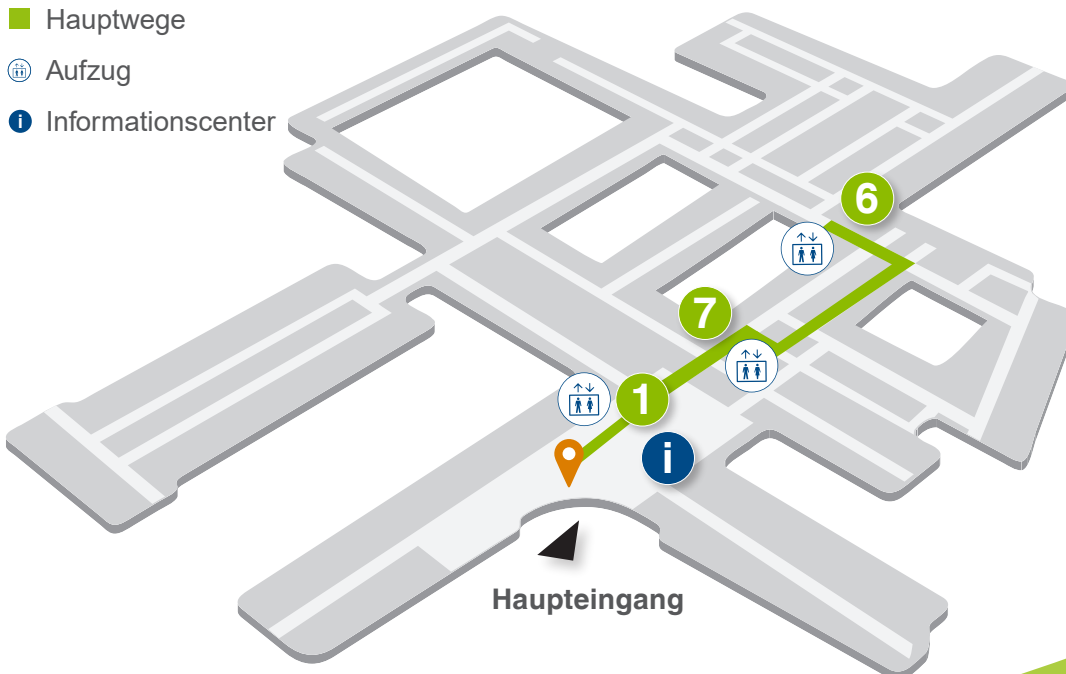 Hauptwege
Aufzug
i Informationscenter
6
7
1
i
Haupteingang